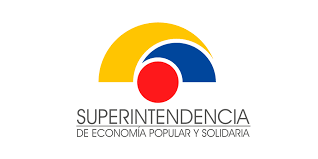 SUPERINTENDENCIA
DE ECONOMÍA POPULAR Y SOLIDARIA